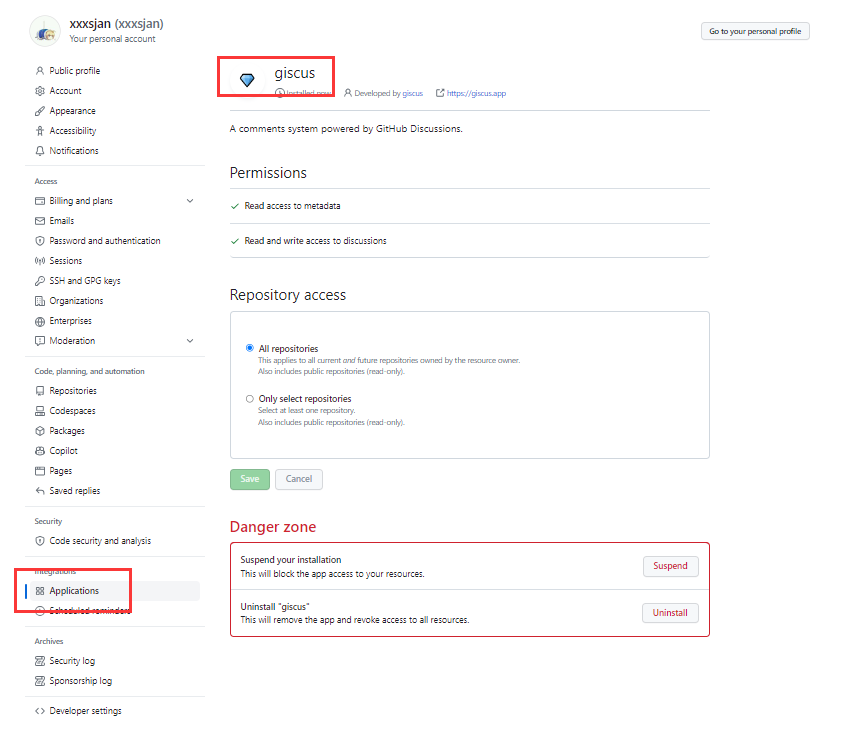 xxxsjan (xxxsjan)
Your personal account
Go to your personal profile
Public profile
Account
Appearance
Accessibility
Notifications
Access
Billing and plans
Emails
Password and authentication
Sessions
SSH and GPG keys
Organizations
Enterprises
Moderation
Code, planning, and automation
Repositories
Codespaces
Packages
Copilot
Pages
Saved replies
Security
Code security and analysis
Integrations
Applications
Scheduled reminders
Archives
Security log
Sponsorship log
Developer settings
giscus
Installed now Developed by giscus https://giscus.app
A comments system powered by GitHub Discussions.
Permissions
Read access to metadata
Read and write access to discussions
Repository access
All repositories
This applies to all current and future repositories owned by the resource owner.
Also includes public repositories (read-only).
Only select repositories
Select at least one repository.
Also includes public repositories (read-only).
Save Cancel
Danger zone
Suspend your installation
This will block the app access to your resources.
Suspend
Uninstall "giscus"
This will remove the app and revoke access to all resources.
Uninstall